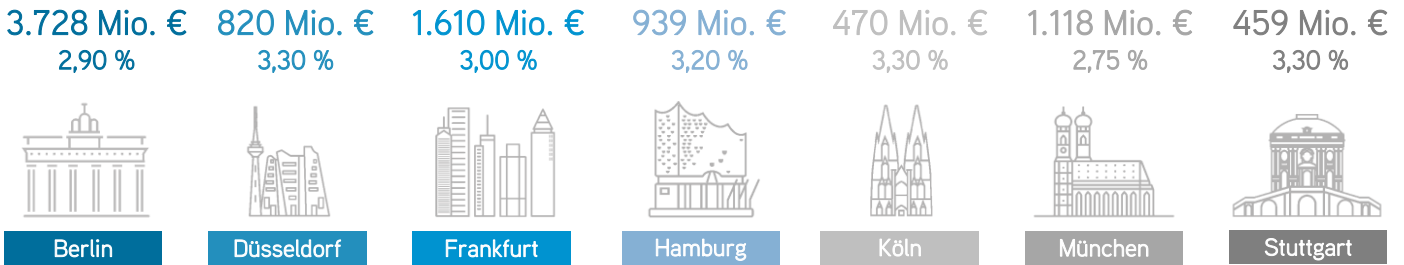 3.728 Mio. € 820 Mio. € 1.610 Mio. € 939 Mio. € 470 Mio. € 1.118 Mio. € 459 Mio. €
2,90 % 3,30 % 3,00 % 3,20 % 3,30 % 2,75 % 3,30 %
Berlin Düsseldorf Frankfurt Hamburg Köln München Stuttgart